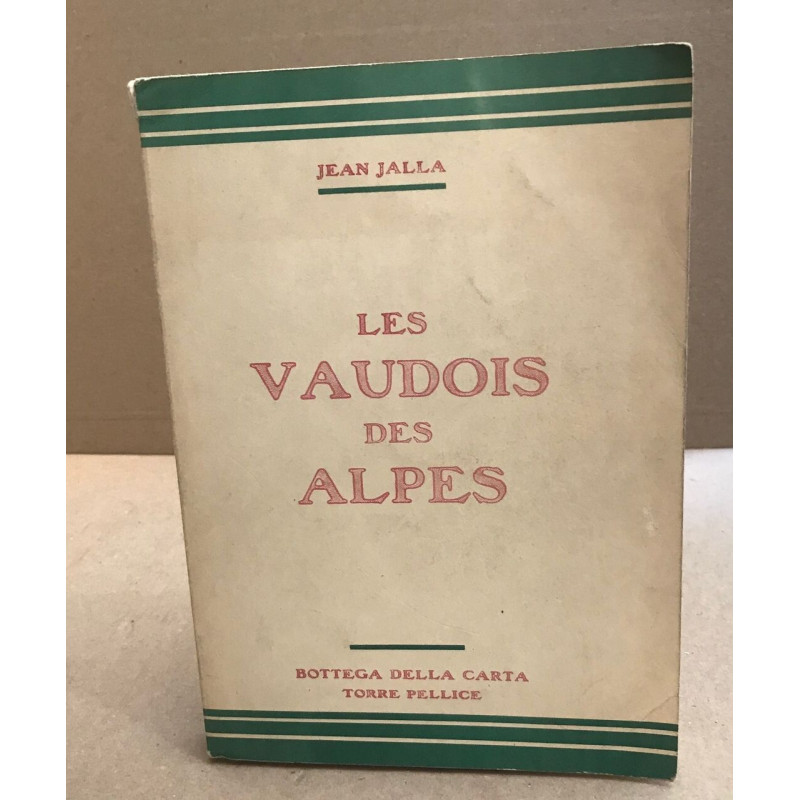 JEAN JALLA
LES
VAUDOIS
DES
ALPES
BOTTEGA DELLA CARTA
TORRE PELLICE